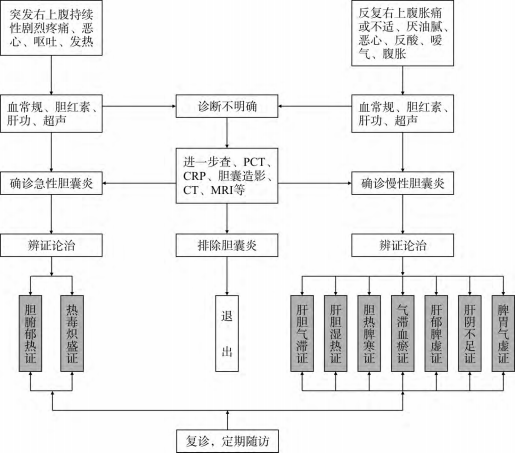 突发右上腹持续
性剧烈疼痛、恶
心、呕吐、发热
反复右上腹胀痛
或不适、厌油腻、
恶心、反酸、嗳
气、腹胀
血常规、胆红素、
肝功、超声
诊断不明确
血常规、胆红素、
肝功、超声
进一步查、PCT、
CRP、胆囊造影、
CT、MRI等
确诊急性胆囊炎
确诊慢性胆囊炎
辨证论治
排除胆囊炎
辨证论治
胆腑郁热证
热毒炽盛证
退出
肝胆气滞证
肝胆湿热证
胆热脾寒证
气滞血瘀证
肝郁脾虚证
肝阴不足证
脾胃气虚证
复诊，定期随访